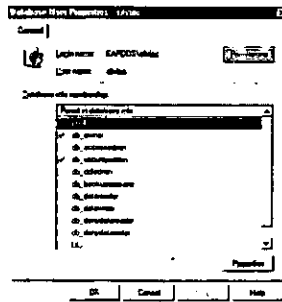 Database User Properties -
General
Login name: EARDDS\
User name:
Permissions...
Database role membership:
Permit in database role
public
db_owner
db_accessadmin
db_securityadmin
db_ddladmin
db_backupoperator
db_datareader
db_datawriter
db_denydatareader
db_denydatawriter
Properties
OK
Cancel
Help